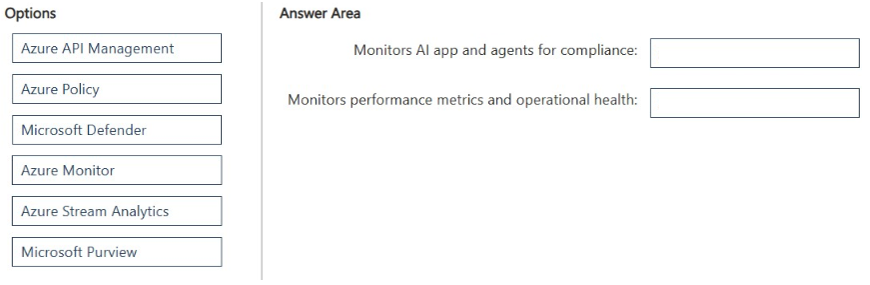 Options
Azure API Management
Azure Policy
Microsoft Defender
Azure Monitor
Azure Stream Analytics
Microsoft Purview
Answer Area
Monitors AI app and agents for compliance:
Monitors performance metrics and operational health: